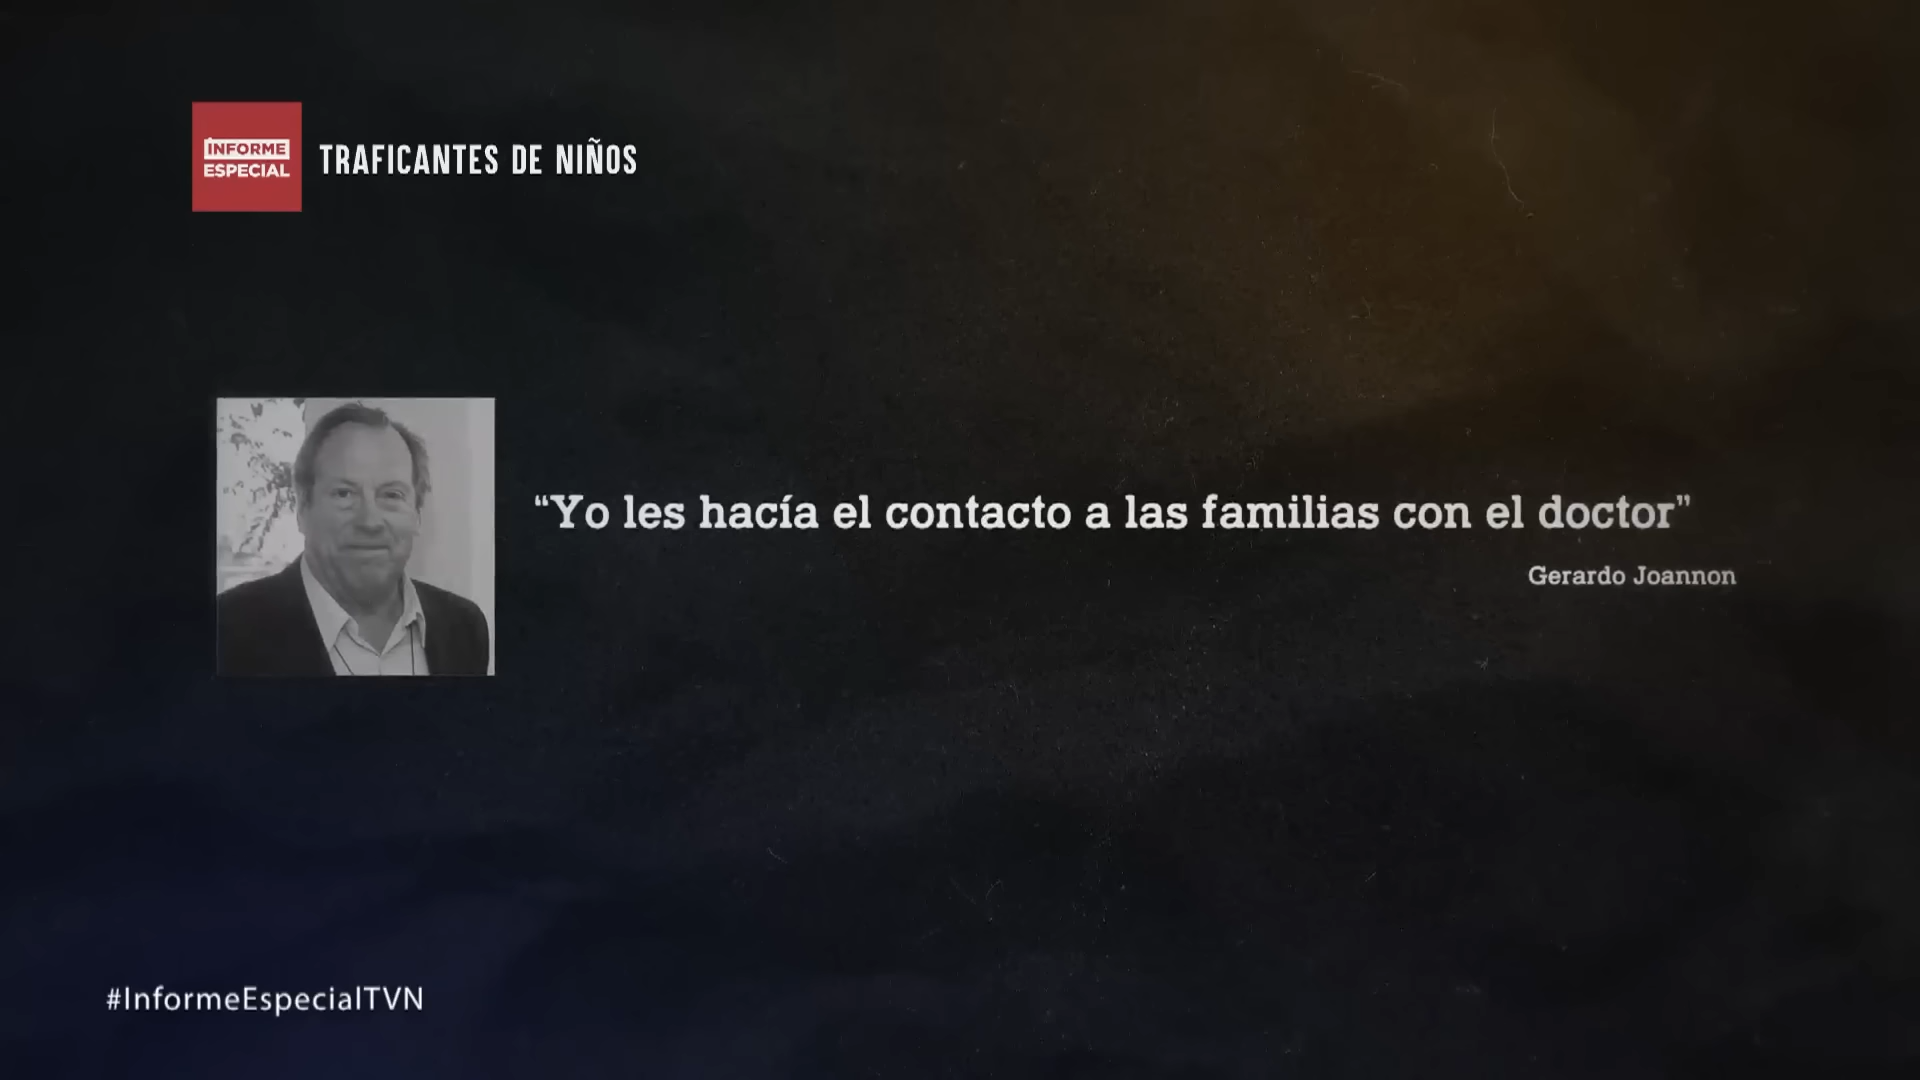 INFORME
ESPECIAL
TRAFICANTES DE NIÑOS
“Yo les hacía el contacto a las familias con el doctor”
Gerardo Joannon
#InformeEspecialTVN